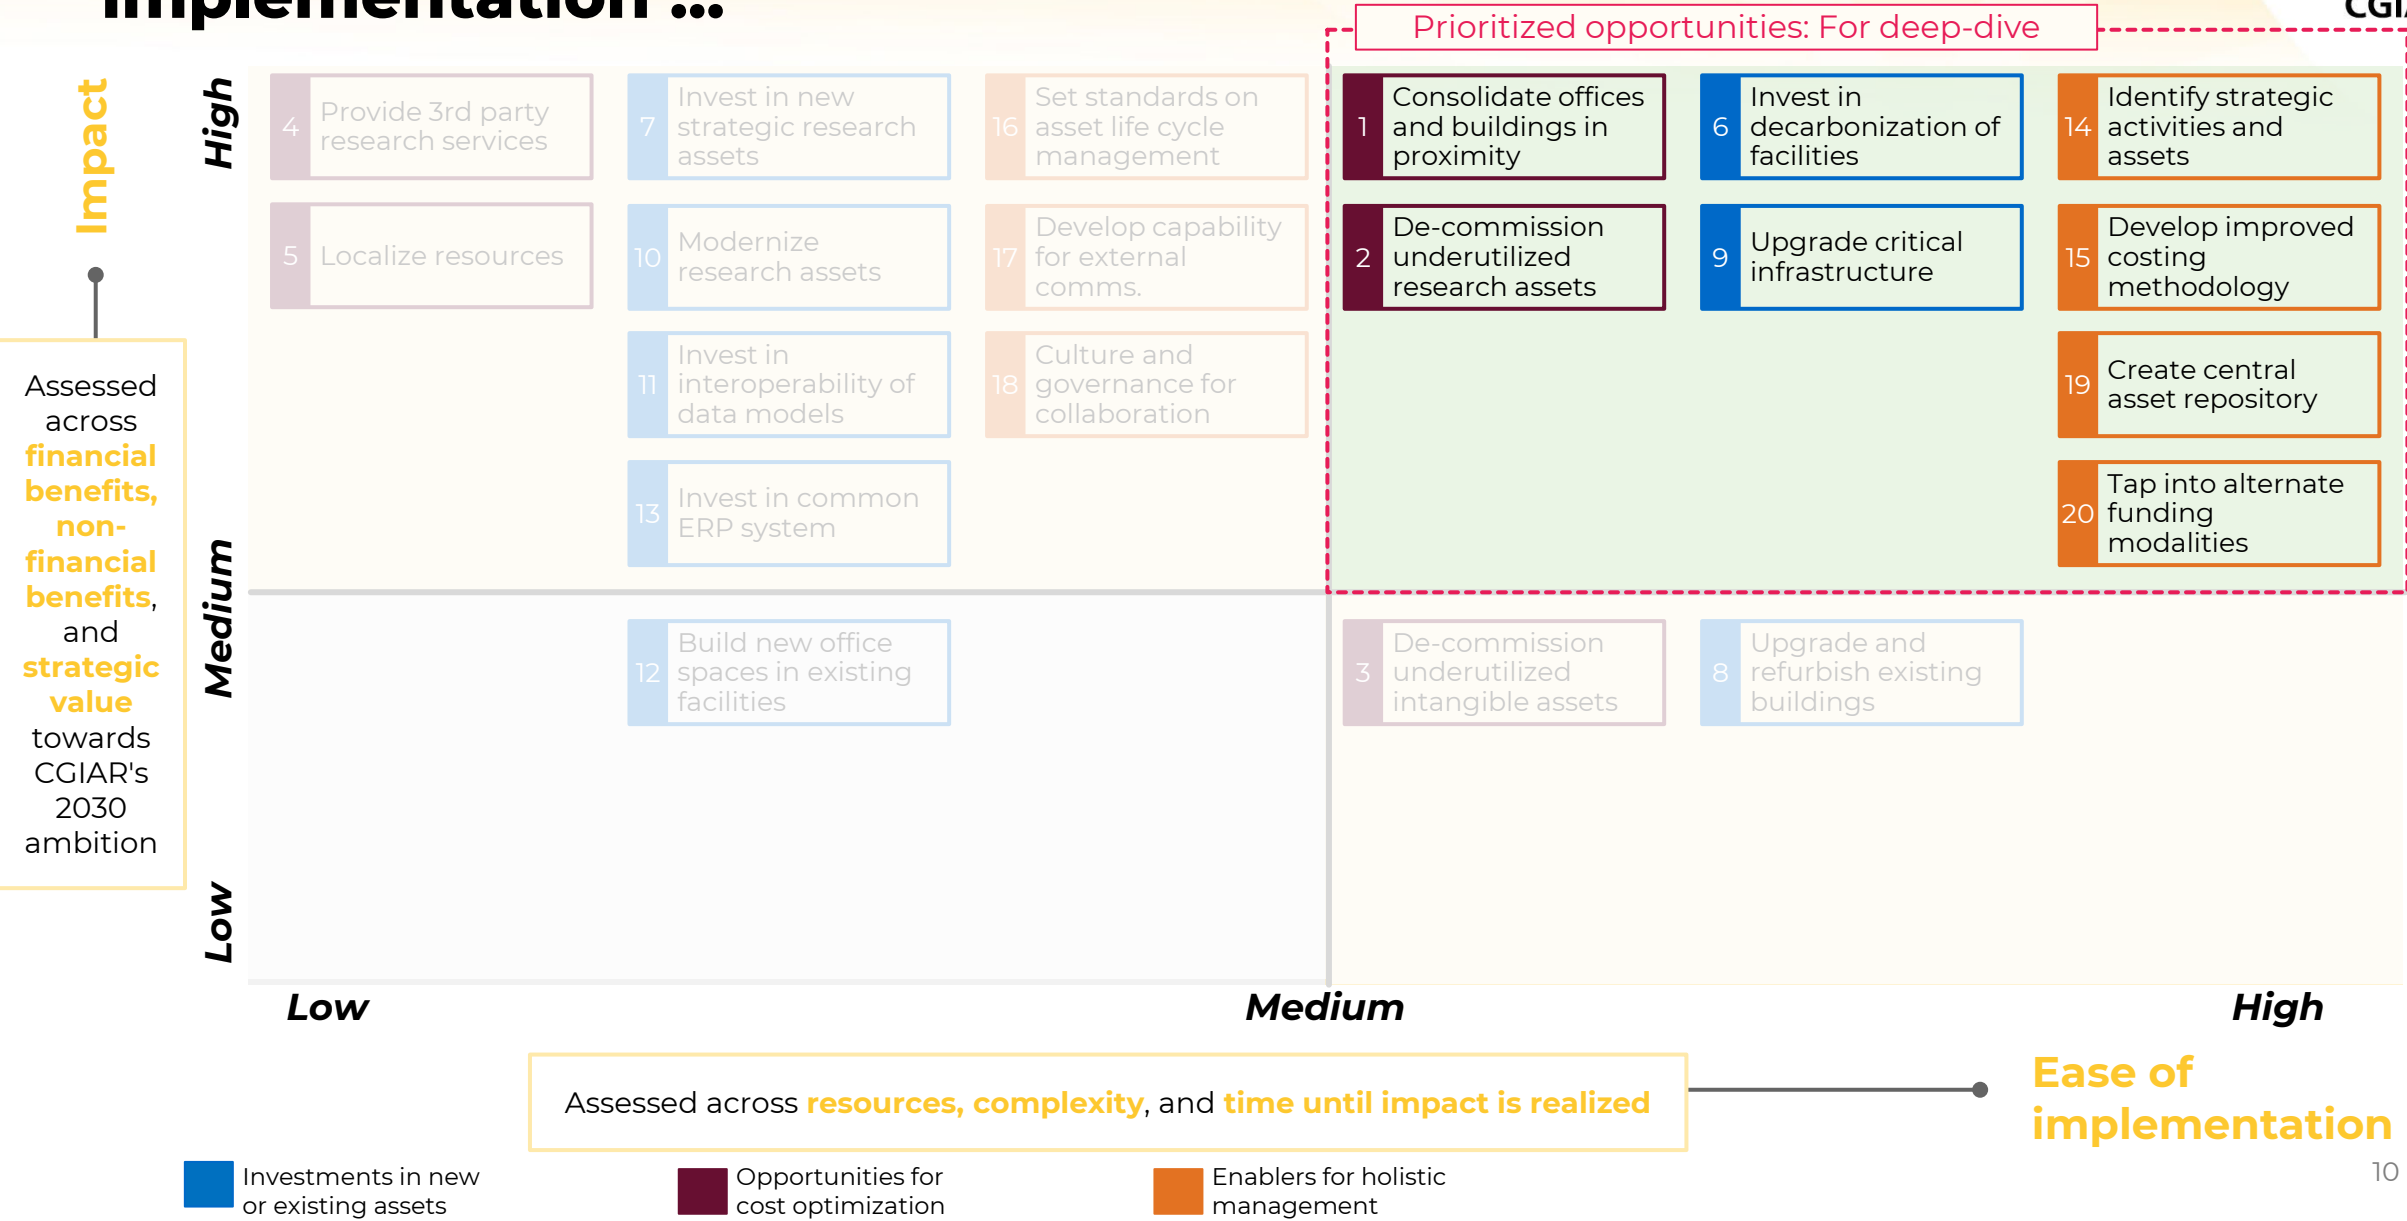 implementation ...
CGIA
Prioritized opportunities: For deep-dive
Impact
High
Medium
Low
Assessed
across
financial
benefits,
non-
financial
benefits,
and
strategic
value
towards
CGIAR's
2030
ambition
4
Provide 3rd party
research services
7
Invest in new
strategic research
assets
16
Set standards on
asset life cycle
management
1
Consolidate offices
and buildings in
proximity
6
Invest in
decarbonization of
facilities
14
Identify strategic
activities and
assets
5
Localize resources
10
Modernize
research assets
17
Develop capability
for external
comms.
2
De-commission
underutilized
research assets
9
Upgrade critical
infrastructure
15
Develop improved
costing
methodology
11
Invest in
interoperability of
data models
18
Culture and
governance for
collaboration
19
Create central
asset repository
13
Invest in common
ERP system
20
Tap into alternate
funding
modalities
12
Build new office
spaces in existing
facilities
3
De-commission
underutilized
intangible assets
8
Upgrade and
refurbish existing
buildings
Low
Medium
High
Assessed across resources, complexity, and time until impact is realized
Ease of
implementation
Investments in new
or existing assets
Opportunities for
cost optimization
Enablers for holistic
management
10